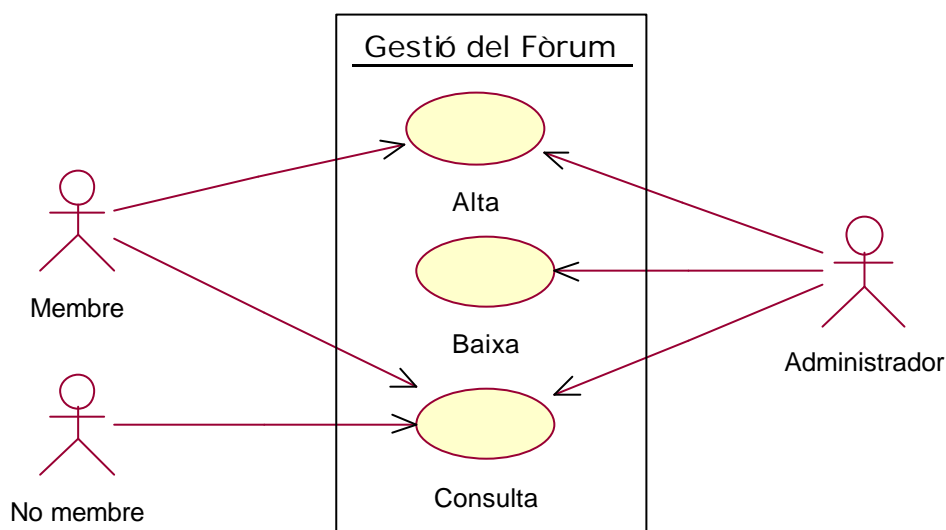 Gestió del Fòrum
Alta
Membre
Baixa
Administrador
Consulta
No membre